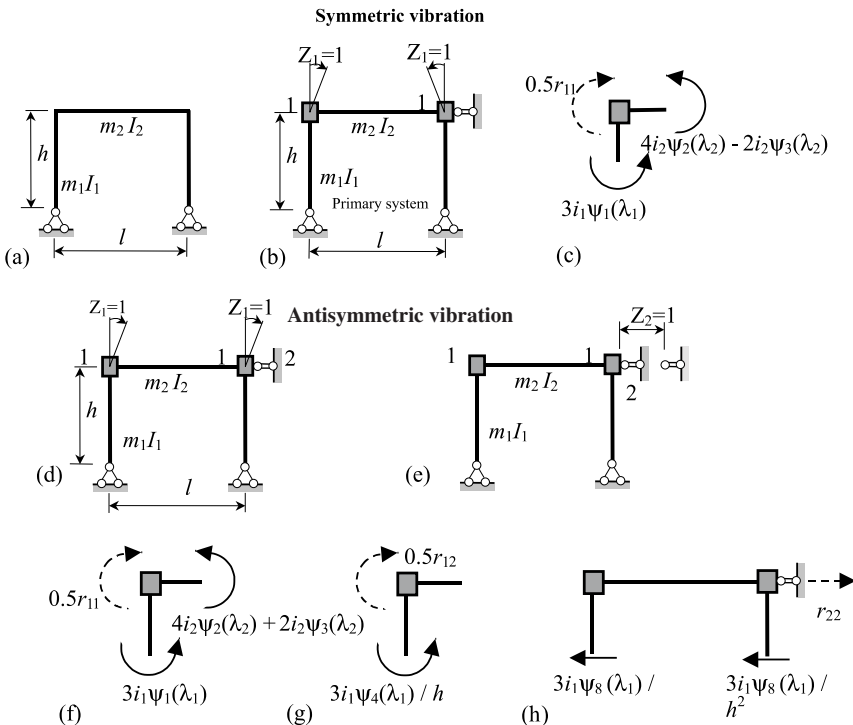 Symmetric vibration
Z₁=1
Z₁=1
1
1
m₂ I₂
m₂ I₂
h
h
m₁I₁
m₁I₁
Primary system
l
l
(a)
(b)
0.5r₁₁
4i₂ψ₂(λ₂) - 2i₂ψ₃(λ₂)
3i₁ψ₁(λ₁)
(c)
Antisymmetric vibration
Z₁=1
Z₁=1
1
1
2
m₂ I₂
h
m₁I₁
l
(d)
Z₂=1
1
1
2
m₂ I₂
m₁I₁
(e)
0.5r₁₁
4i₂ψ₂(λ₂) + 2i₂ψ₃(λ₂)
3i₁ψ₁(λ₁)
(f)
0.5r₁₂
3i₁ψ₄(λ₁) / h
(g)
r₂₂
3i₁ψ₈ (λ₁) /
3i₁ψ₈ (λ₁) /
h²
(h)